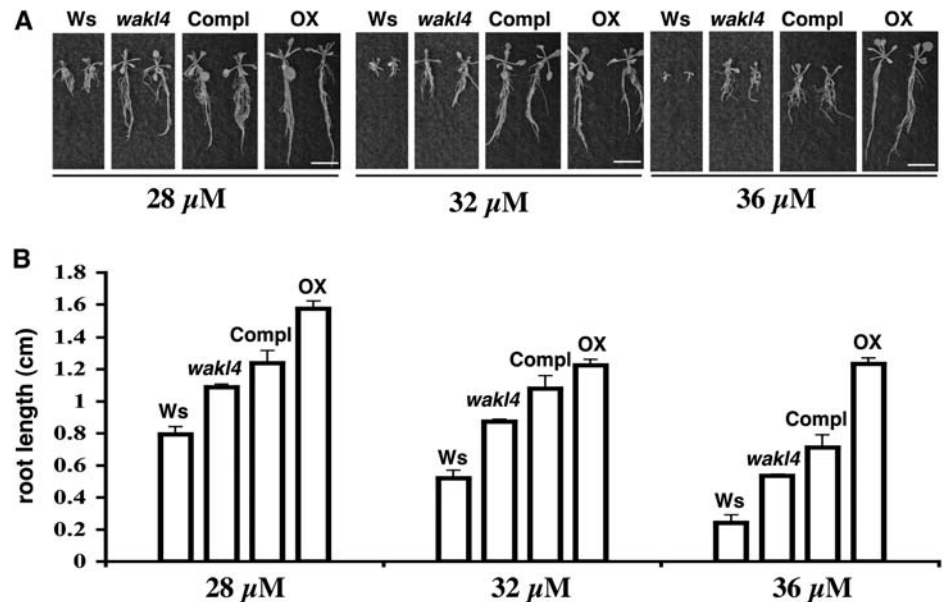 A
Ws wakl4 Compl OX Ws wakl4 Compl OX Ws wakl4 Compl OX
28 µM 32 µM 36 µM
B
root length (cm)
1.8
1.6
1.4
1.2
1
0.8
0.6
0.4
0.2
0
Ws wakl4 Compl OX
Ws wakl4 Compl OX
Ws wakl4 Compl OX
28 µM 32 µM 36 µM